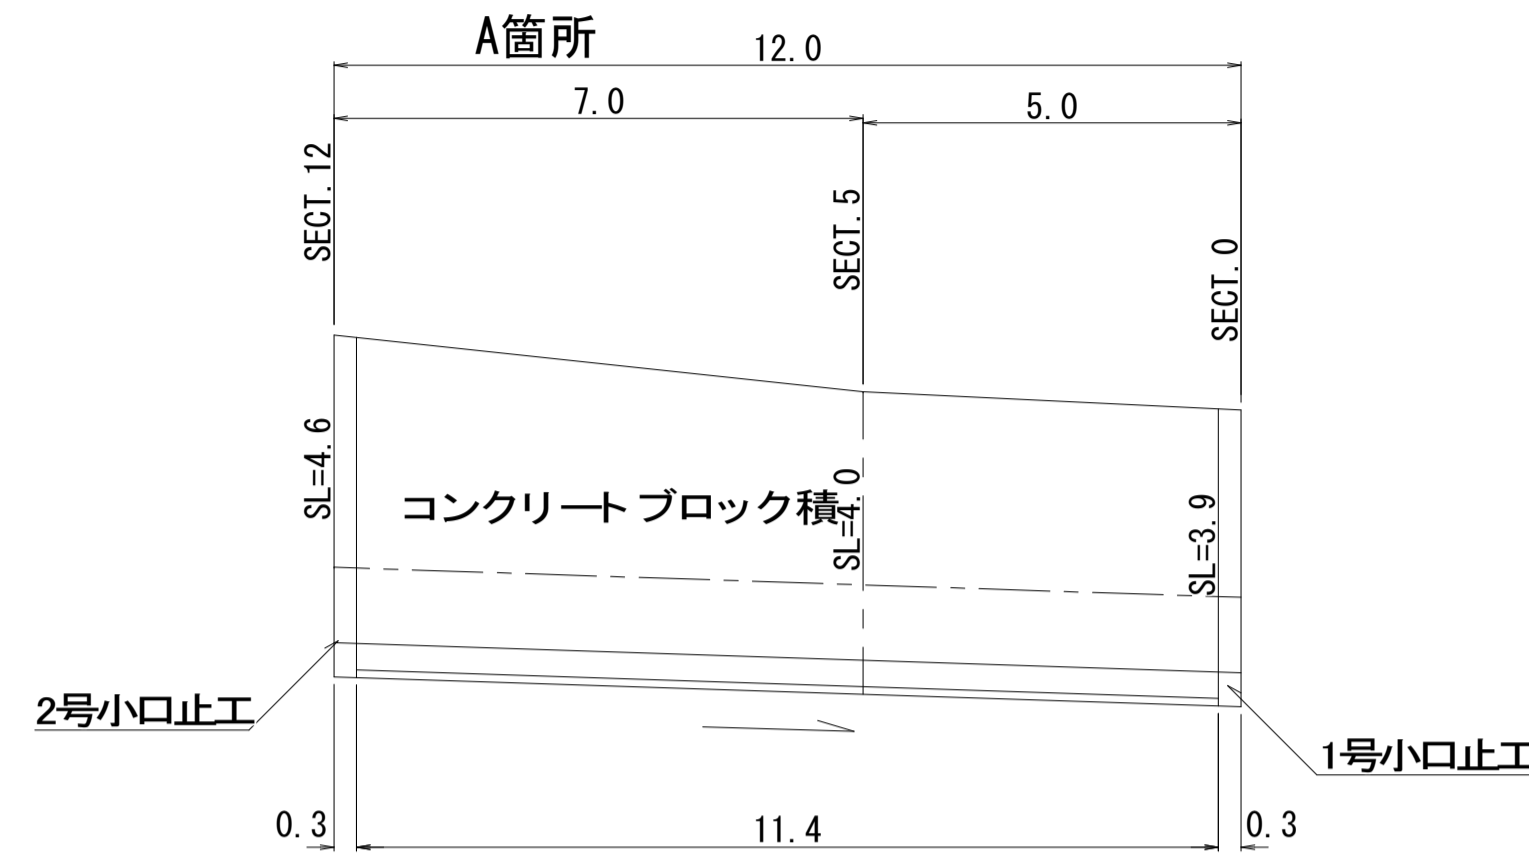 A箇所
12.0
7.0
5.0
SECT.12
SECT.5
SECT.0
SL=4.6
コンクリートブロック積
SL=4.0
SL=3.9
2号小口止工
1号小口止工
0.3
11.4
0.3